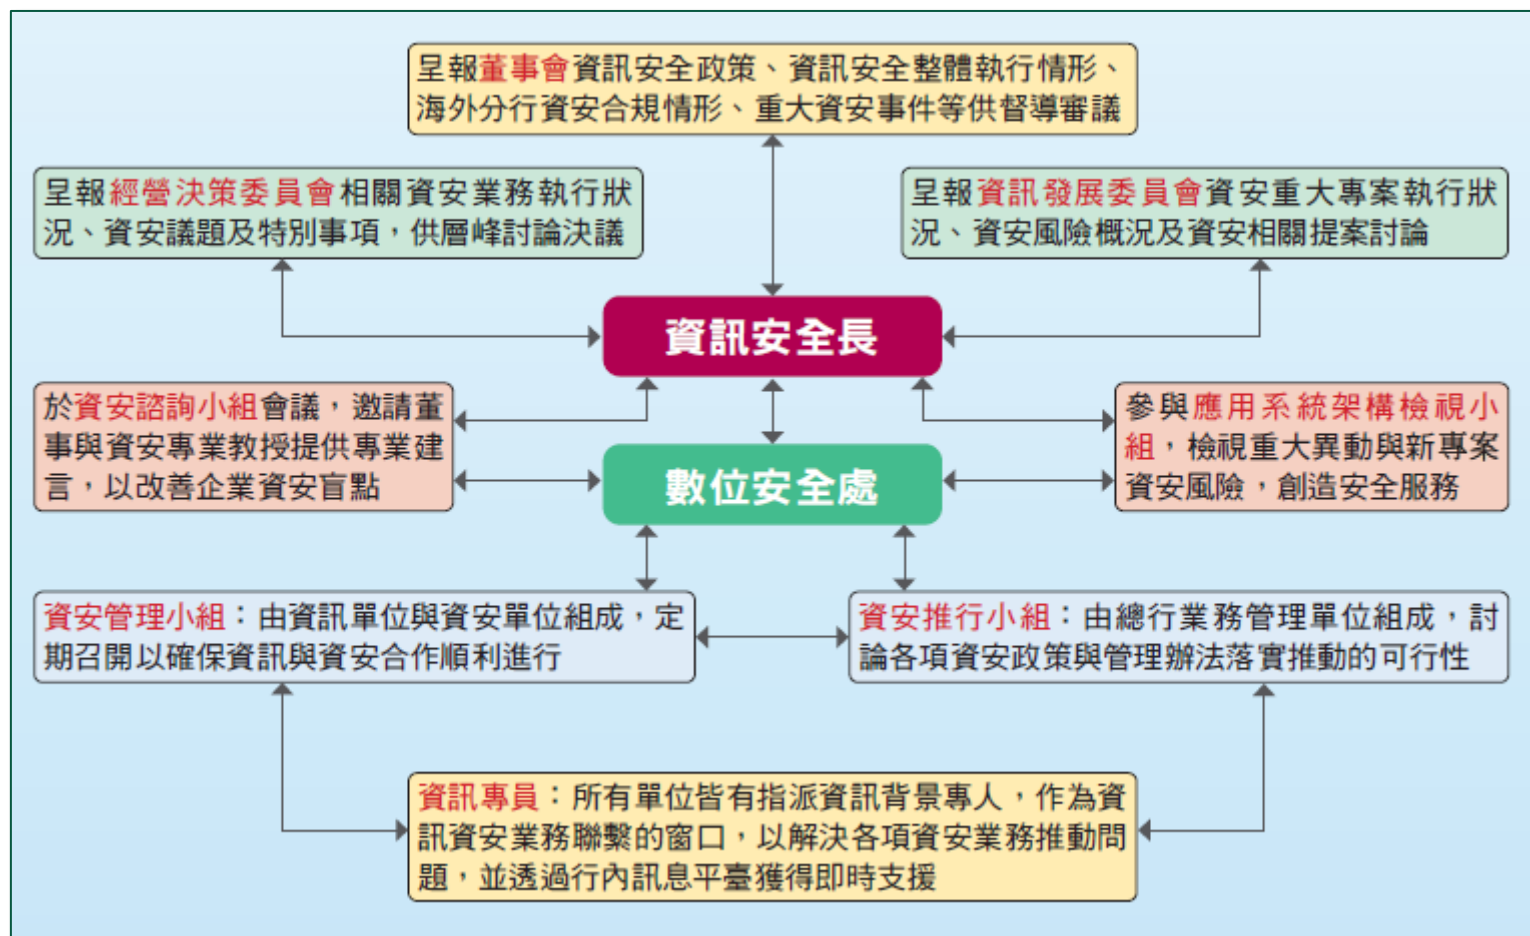 呈報董事會資訊安全政策、資訊安全整體執行情形、
海外分行資安合規情形、重大資安事件等供督導審議
呈報經營決策委員會相關資安業務執行狀
況、資安議題及特別事項，供層峰討論決議
呈報資訊發展委員會資安重大專案執行狀
況、資安風險概況及資安相關提案討論
資訊安全長
於資安諮詢小組會議，邀請董
事與資安專業教授提供專業建
言，以改善企業資安盲點
參與應用系統架構檢視小
組，檢視重大異動與新專案
資安風險，創造安全服務
數位安全處
資安管理小組：由資訊單位與資安單位組成，定
期召開以確保資訊與資安合作順利進行
資安推行小組：由總行業務管理單位組成，討
論各項資安政策與管理辦法落實推動的可行性
資訊專員：所有單位皆有指派資訊背景專人，作為資
訊資安業務聯繫的窗口，以解決各項資安業務推動問
題，並透過行內訊息平臺獲得即時支援